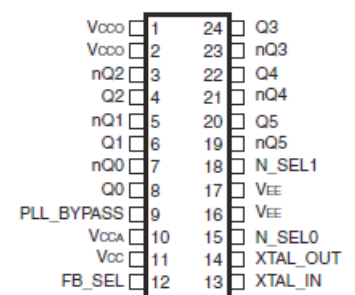 VCCO 1 24 Q3
VCCO 2 23 nQ3
nQ2 3 22 Q4
Q2 4 21 nQ4
nQ1 5 20 Q5
Q1 6 19 nQ5
nQ0 7 18 N_SEL1
Q0 8 17 VEE
PLL_BYPASS 9 16 VEE
VCCA 10 15 N_SEL0
VCC 11 14 XTAL_OUT
FB_SEL 12 13 XTAL_IN